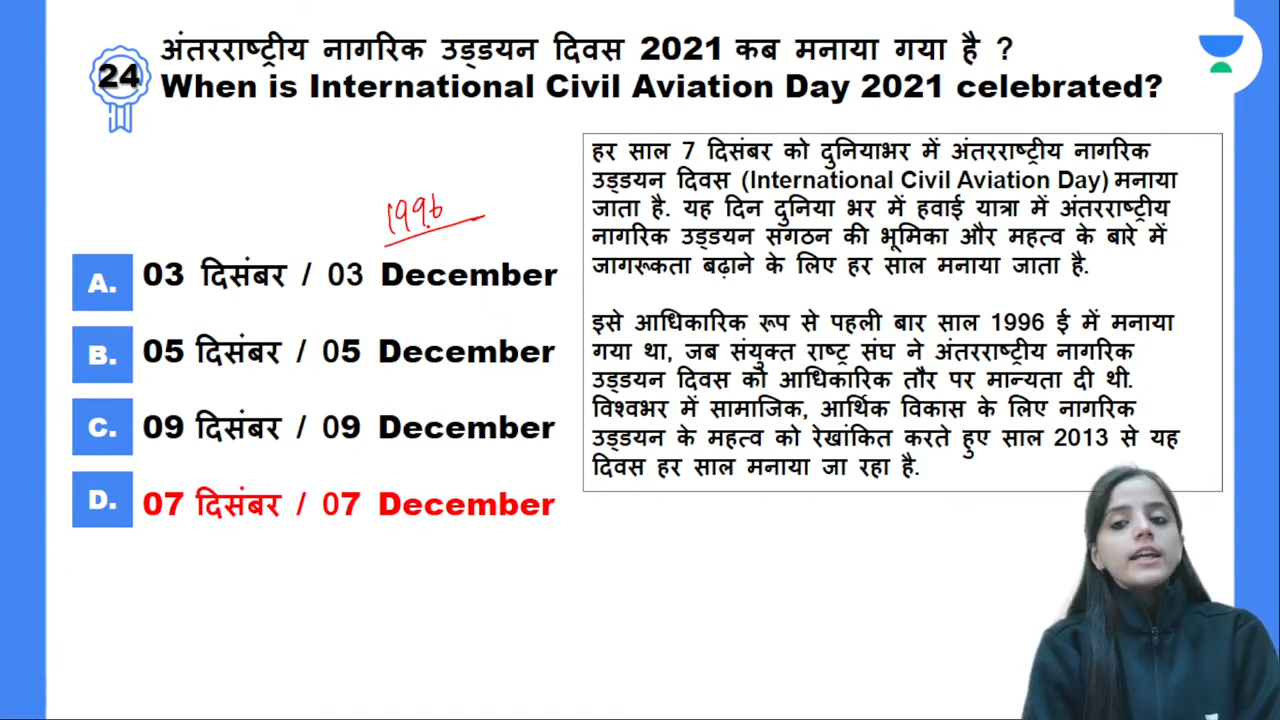 अंतरराष्ट्रीय नागरिक उड्डयन दिवस 2021 कब मनाया गया है ?
24
When is International Civil Aviation Day 2021 celebrated?
1996
A. 03 दिसंबर / 03 December
B. 05 दिसंबर / 05 December
C. 09 दिसंबर / 09 December
D. 07 दिसंबर / 07 December
हर साल 7 दिसंबर को दुनियाभर में अंतरराष्ट्रीय नागरिक
उड्डयन दिवस (International Civil Aviation Day) मनाया
जाता है. यह दिन दुनिया भर में हवाई यात्रा में अंतरराष्ट्रीय
नागरिक उड्डयन संगठन की भूमिका और महत्व के बारे में
जागरूकता बढ़ाने के लिए हर साल मनाया जाता है.
इसे आधिकारिक रूप से पहली बार साल 1996 ई में मनाया
गया था, जब संयुक्त राष्ट्र संघ ने अंतरराष्ट्रीय नागरिक
उड्डयन दिवस को आधिकारिक तौर पर मान्यता दी थी.
विश्वभर में सामाजिक, आर्थिक विकास के लिए नागरिक
उड्डयन के महत्व को रेखांकित करते हुए साल 2013 से यह
दिवस हर साल मनाया जा रहा है.